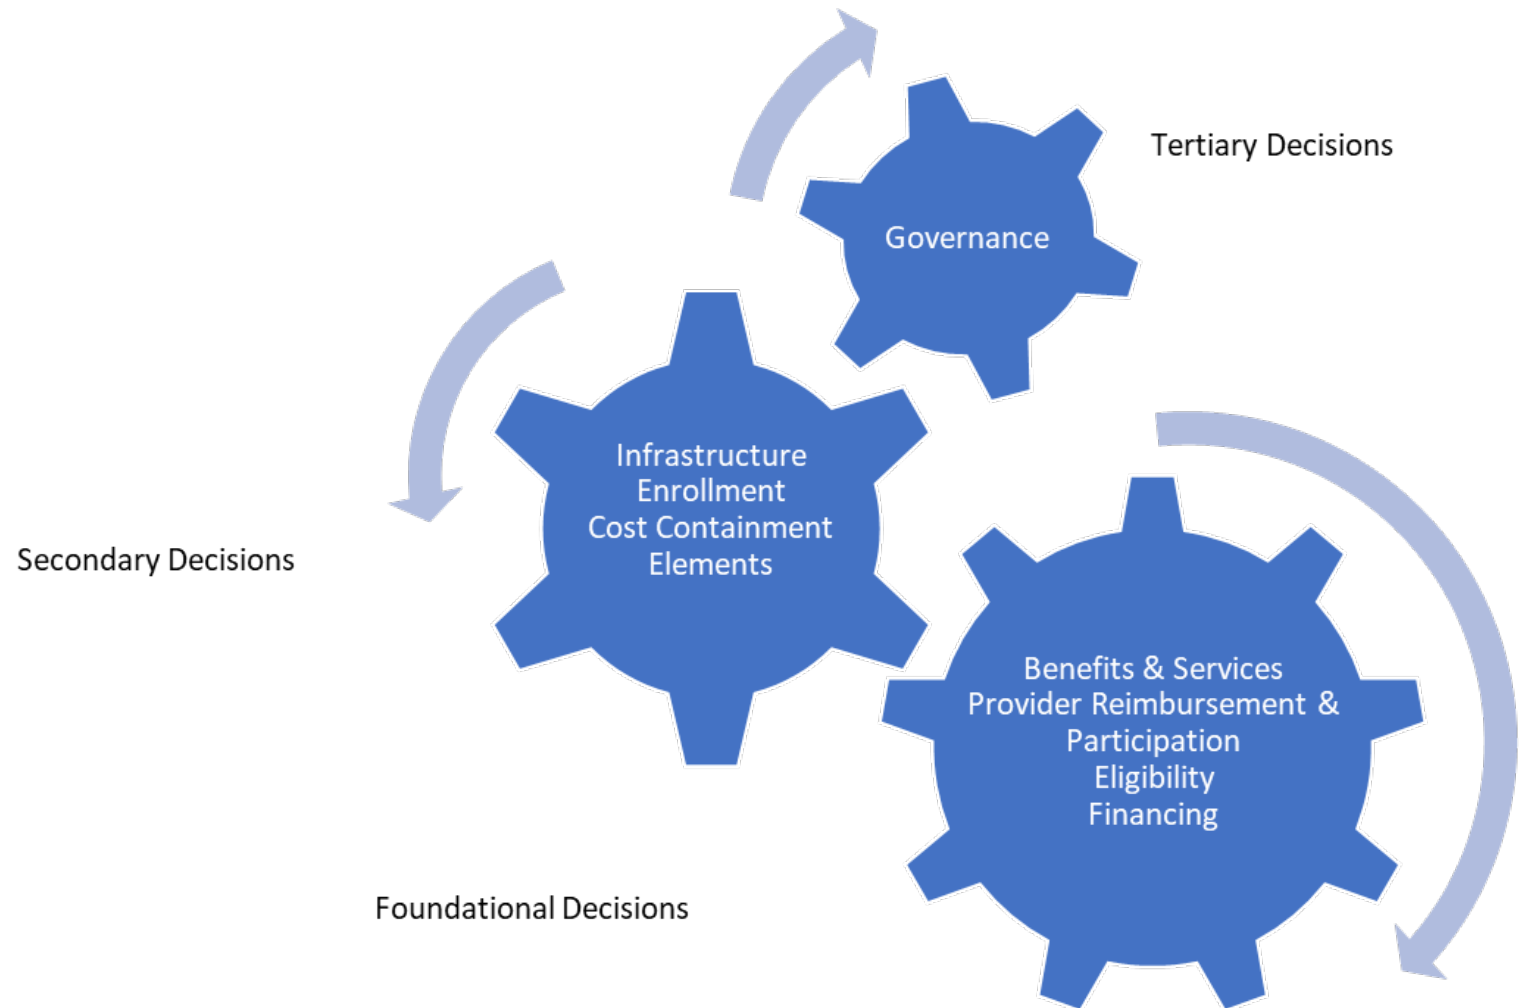 Tertiary Decisions
Governance
Infrastructure
Enrollment
Cost Containment
Elements
Secondary Decisions
Benefits & Services
Provider Reimbursement &
Participation
Eligibility
Financing
Foundational Decisions